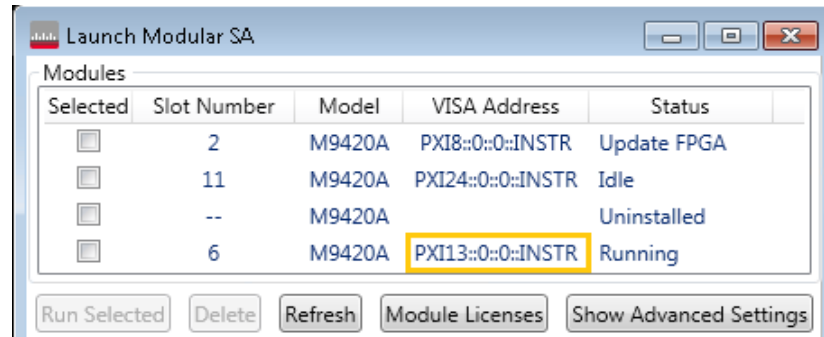 Launch Modular SA
Modules
Selected Slot Number Model VISA Address Status
2 M9420A PXI8::0::0::INSTR Update FPGA
11 M9420A PXI24::0::0::INSTR Idle
-- M9420A Uninstalled
6 M9420A PXI13::0::0::INSTR Running
Run Selected Delete Refresh Module Licenses Show Advanced Settings